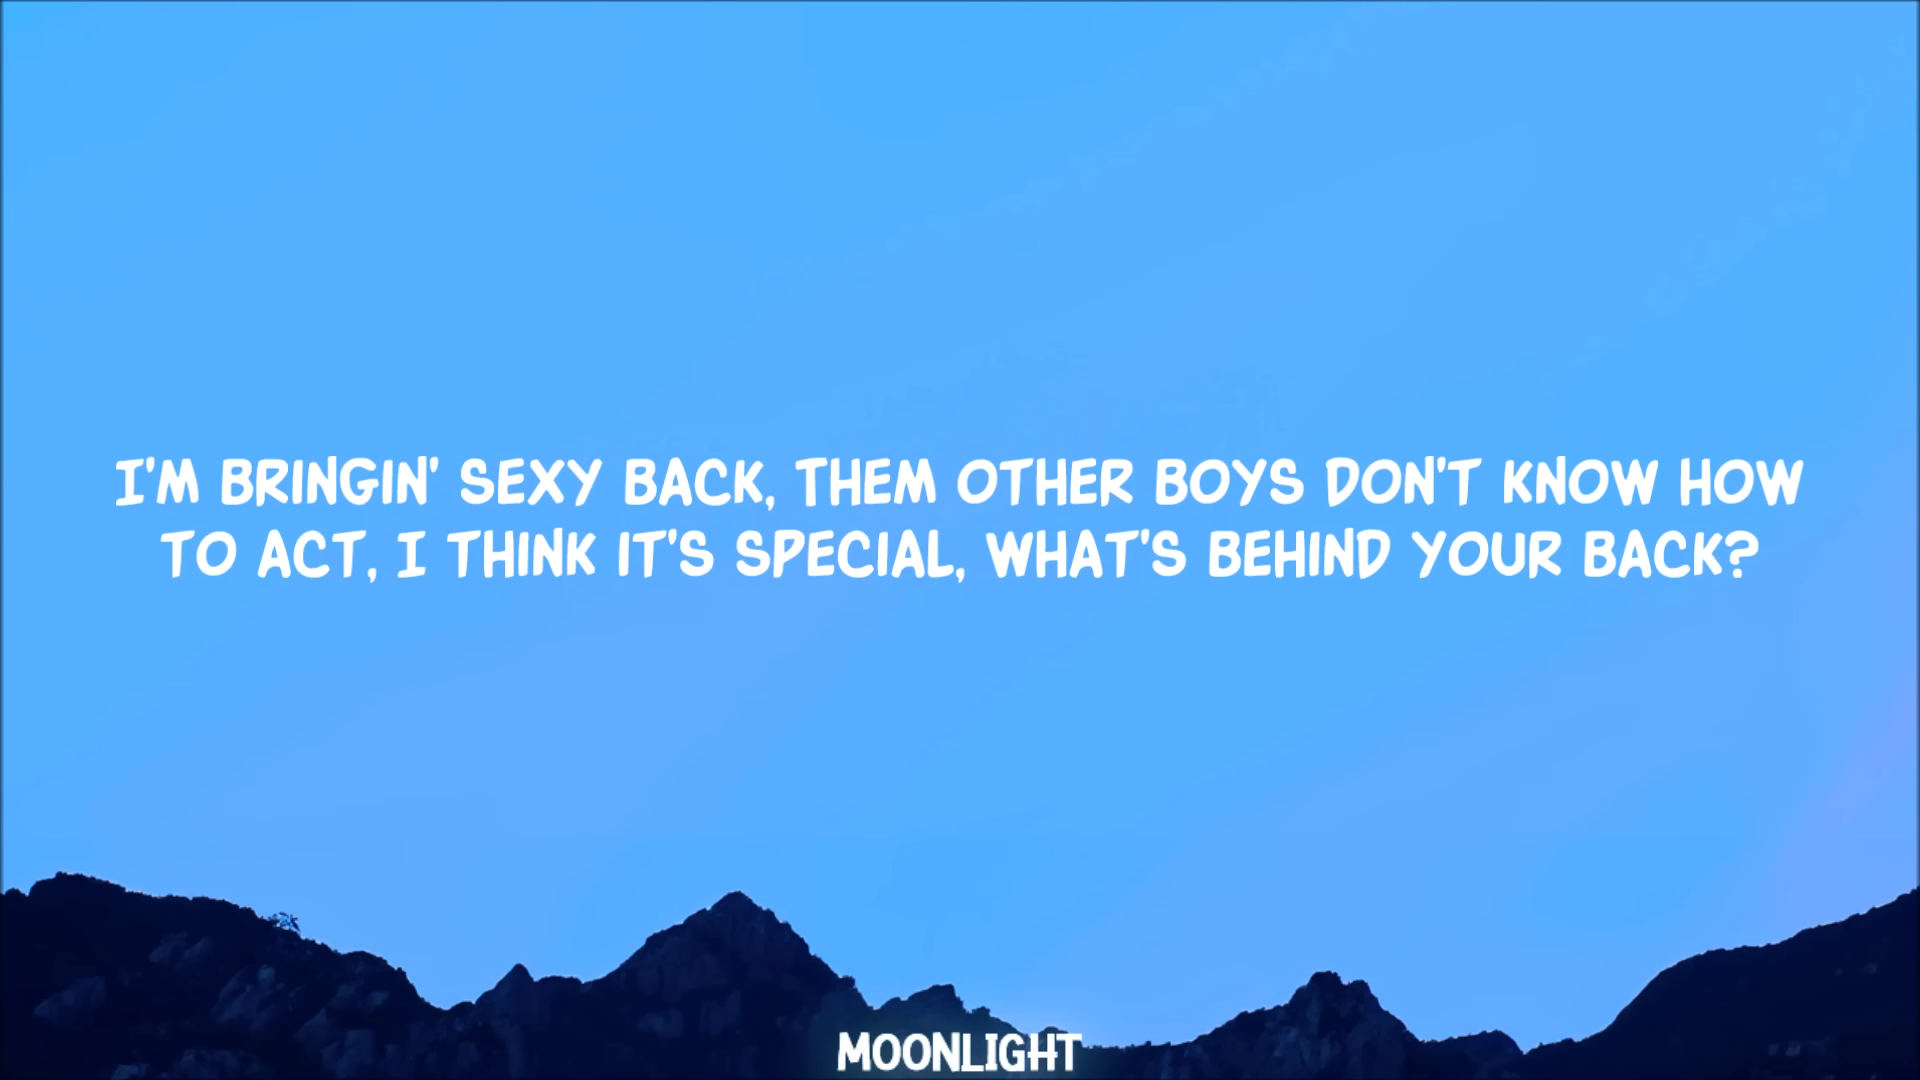 I'M BRINGIN' SEXY BACK, THEM OTHER BOYS DON'T KNOW HOW
TO ACT, I THINK IT'S SPECIAL, WHAT'S BEHIND YOUR BACK?
MOONLIGHT